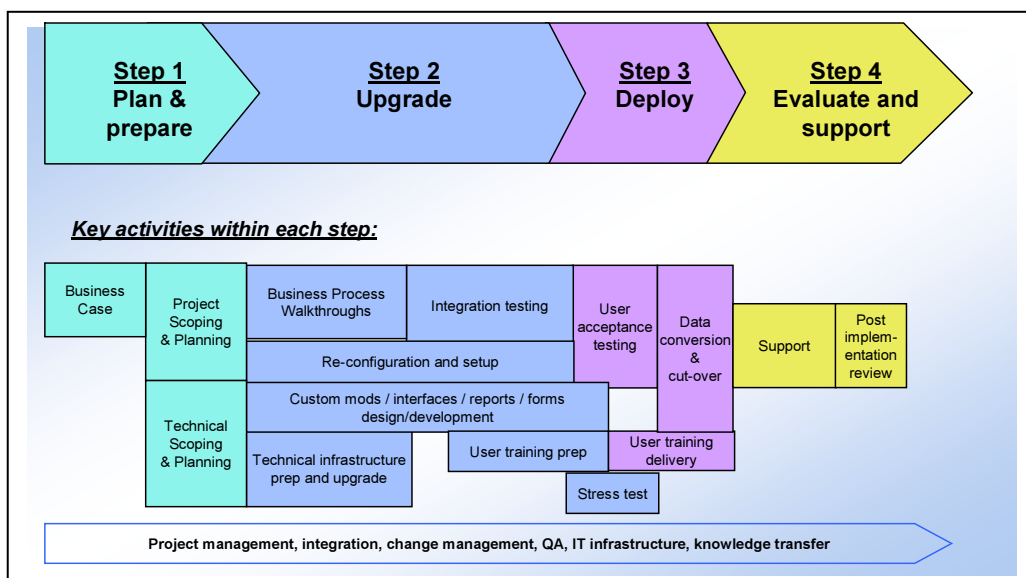 Step 1
Plan &
prepare
Step 2
Upgrade
Step 3
Deploy
Step 4
Evaluate and
support
Key activities within each step:
Business
Case
Project
Scoping
& Planning
Business Process
Walkthroughs
Integration testing
User
acceptance
testing
Data
conversion
&
cut-over
Support
Post
implem-
entation
review
Re-configuration and setup
Custom mods / interfaces / reports / forms
design/development
Technical
Scoping
& Planning
Technical infrastructure
prep and upgrade
User training prep
User training
delivery
Stress test
Project management, integration, change management, QA, IT infrastructure, knowledge transfer